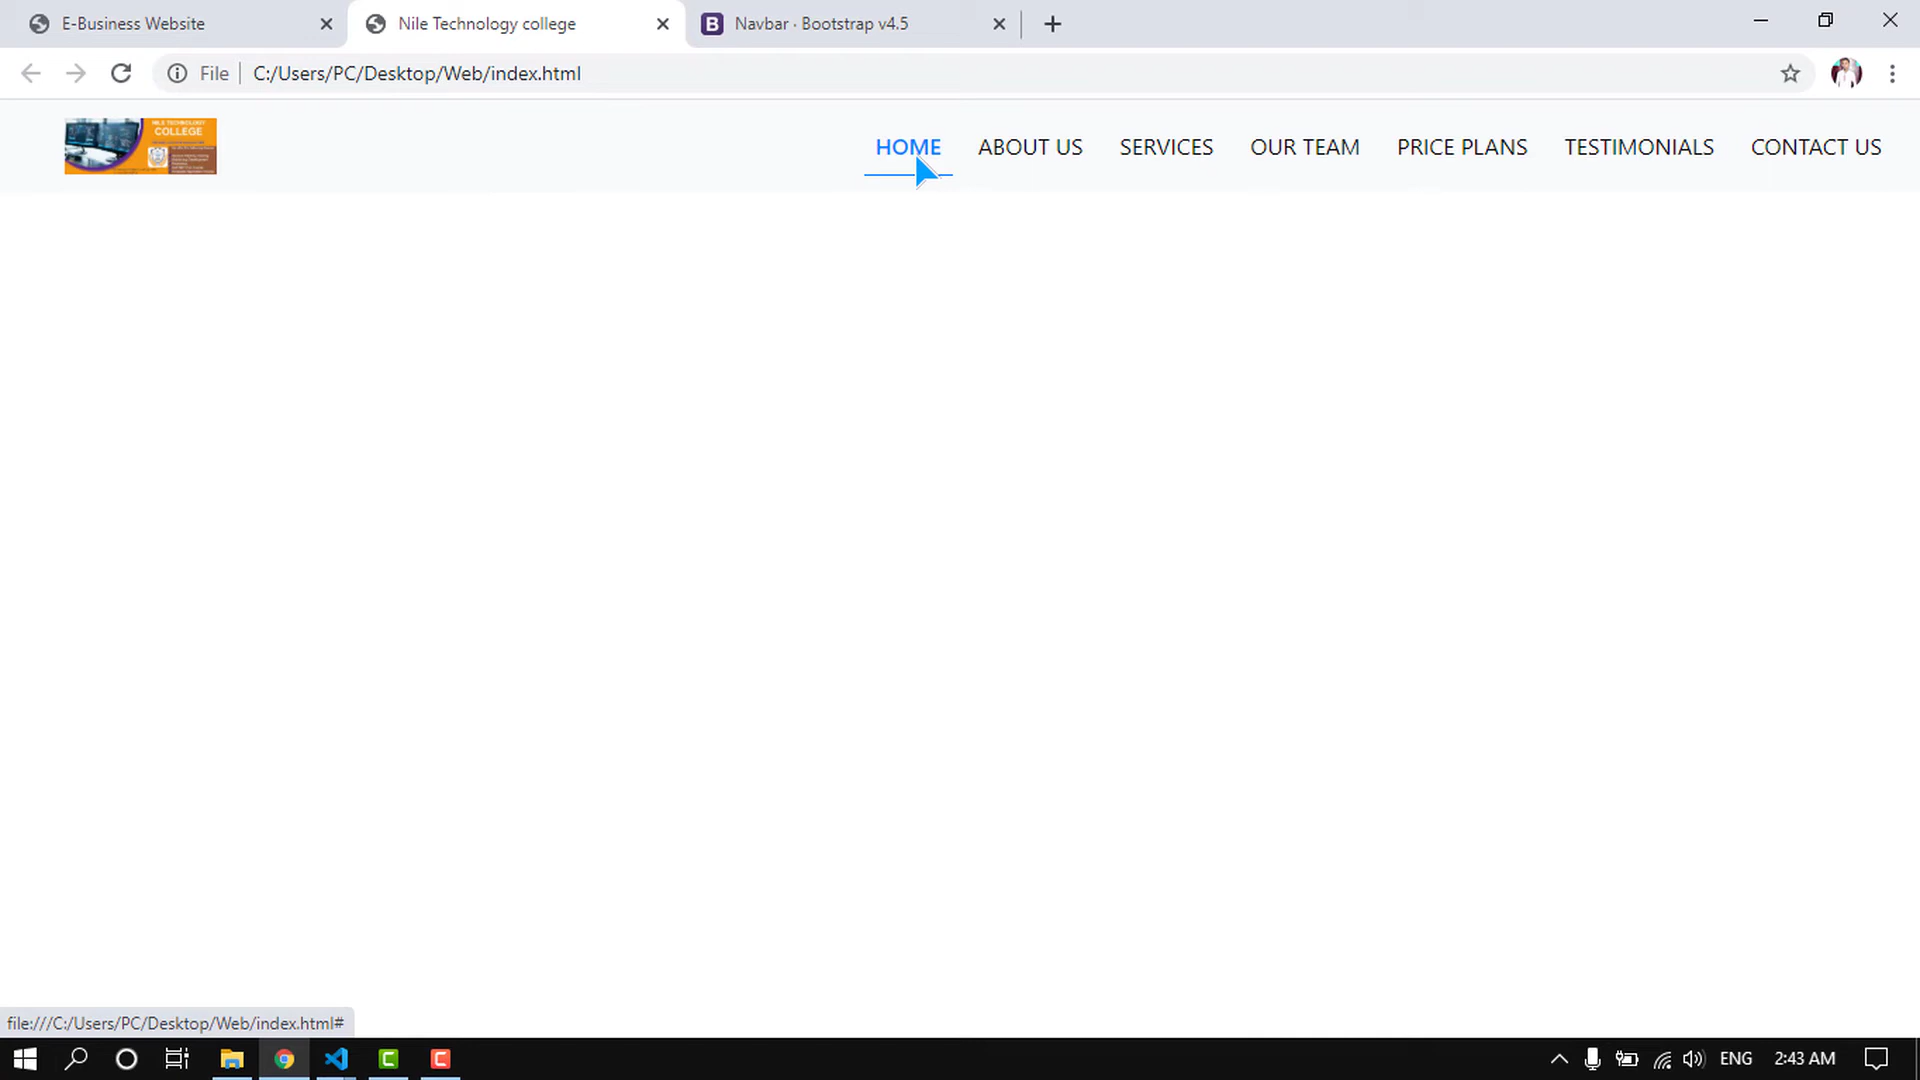 E-Business Website
Nile Technology college
Navbar · Bootstrap v4.5
File
C:/Users/PC/Desktop/Web/index.html
NILE TECHNOLOGY
COLLEGE
HOME
ABOUT US
SERVICES
OUR TEAM
PRICE PLANS
TESTIMONIALS
CONTACT US
file:///C:/Users/PC/Desktop/Web/index.html#
ENG
2:43 AM